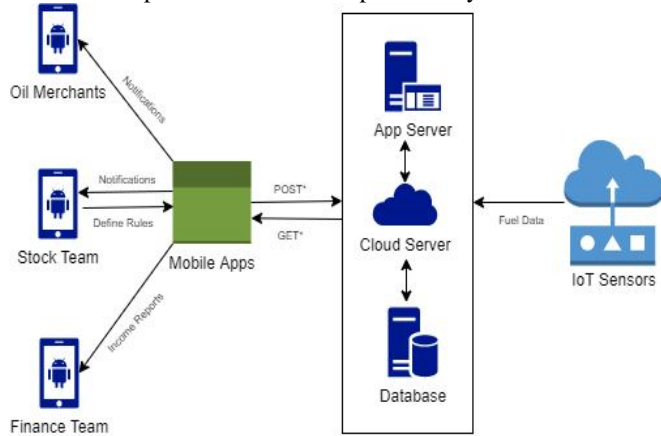 Oil Merchants
Notifications
Stock Team
Notifications
Define Rules
Finance Team
Income Reports
Mobile Apps
POST*
GET*
App Server
Cloud Server
Database
Fuel Data
IoT Sensors